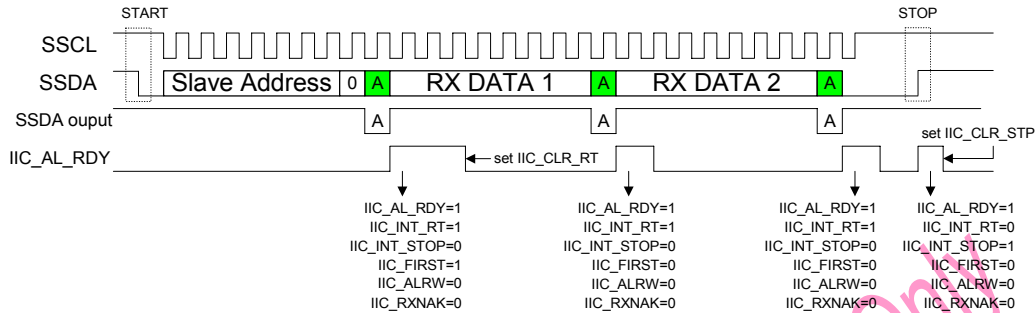 START
STOP
SSCL
SSDA
Slave Address 0 A RX DATA 1 A RX DATA 2 A
SSDA ouput
A A A
set IIC_CLR_STP
IIC_AL_RDY
set IIC_CLR_RT
IIC_AL_RDY=1 IIC_AL_RDY=1 IIC_AL_RDY=1 IIC_AL_RDY=1
IIC_INT_RT=1 IIC_INT_RT=1 IIC_INT_RT=1 IIC_INT_RT=0
IIC_INT_STOP=0 IIC_INT_STOP=0 IIC_INT_STOP=0 IIC_INT_STOP=1
IIC_FIRST=1 IIC_FIRST=0 IIC_FIRST=0 IIC_FIRST=0
IIC_ALRW=0 IIC_ALRW=0 IIC_ALRW=0 IIC_ALRW=0
IIC_RXNAK=0 IIC_RXNAK=0 IIC_RXNAK=0 IIC_RXNAK=0
Only